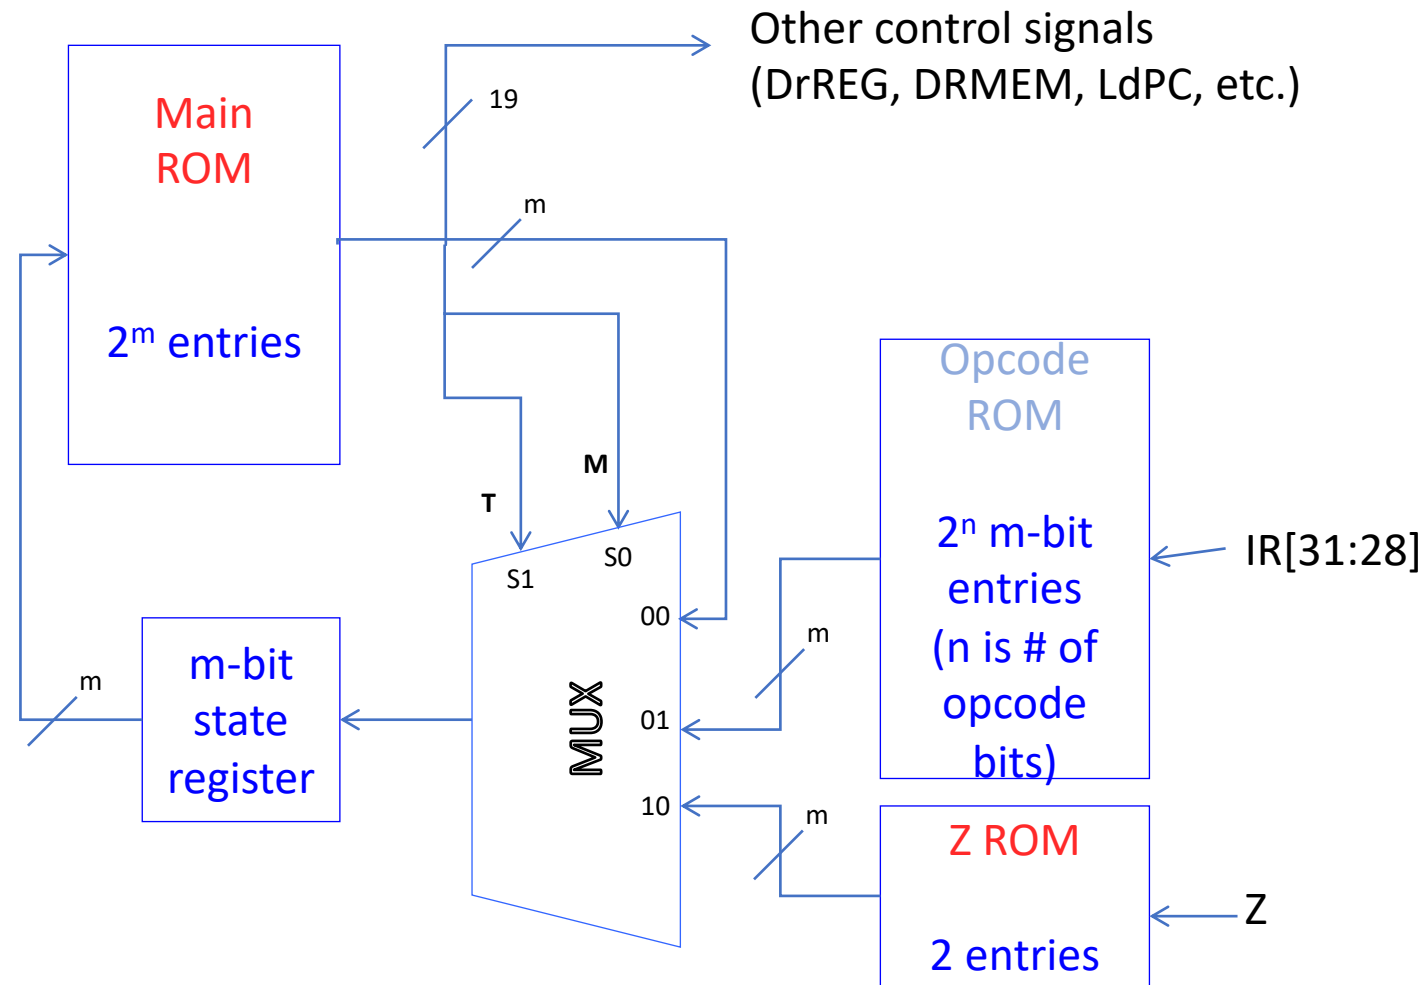 Other control signals
(DrREG, DRMEM, LdPC, etc.)
19
Main
ROM
m
2ᵐ entries
Opcode
ROM
M
T
2ⁿ m-bit
entries
(n is # of
opcode
bits)
IR[31:28]
S0
S1
00
m
m-bit
state
register
m
MUX
01
10
m
Z ROM
Z
2 entries